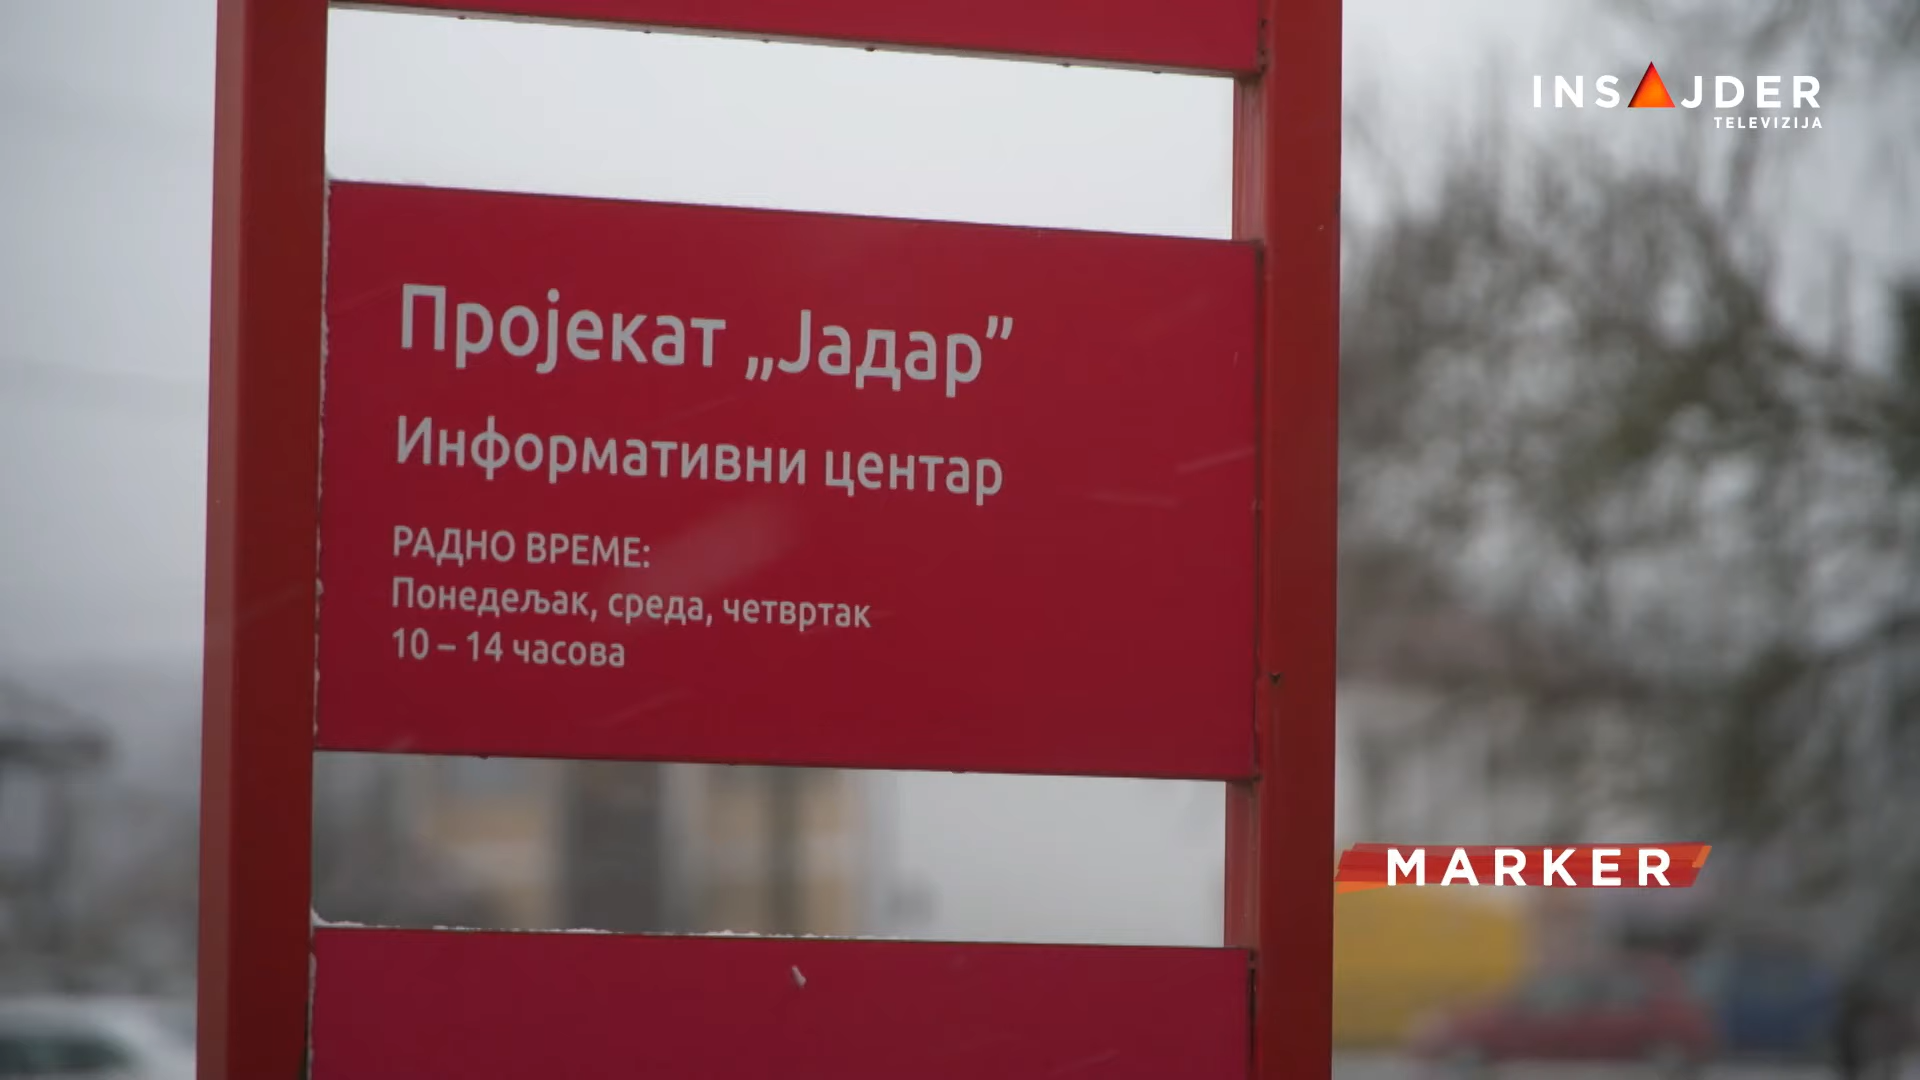 INSAJDER
TELEVIZIJA
Пројекат „Јадар”
Информативни центар
РАДНО ВРЕМЕ:
Понедељак, среда, четвртак
10 – 14 часова
MARKER